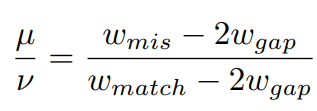 μ/ν = (w_mis − 2w_gap)/(w_match − 2w_gap)